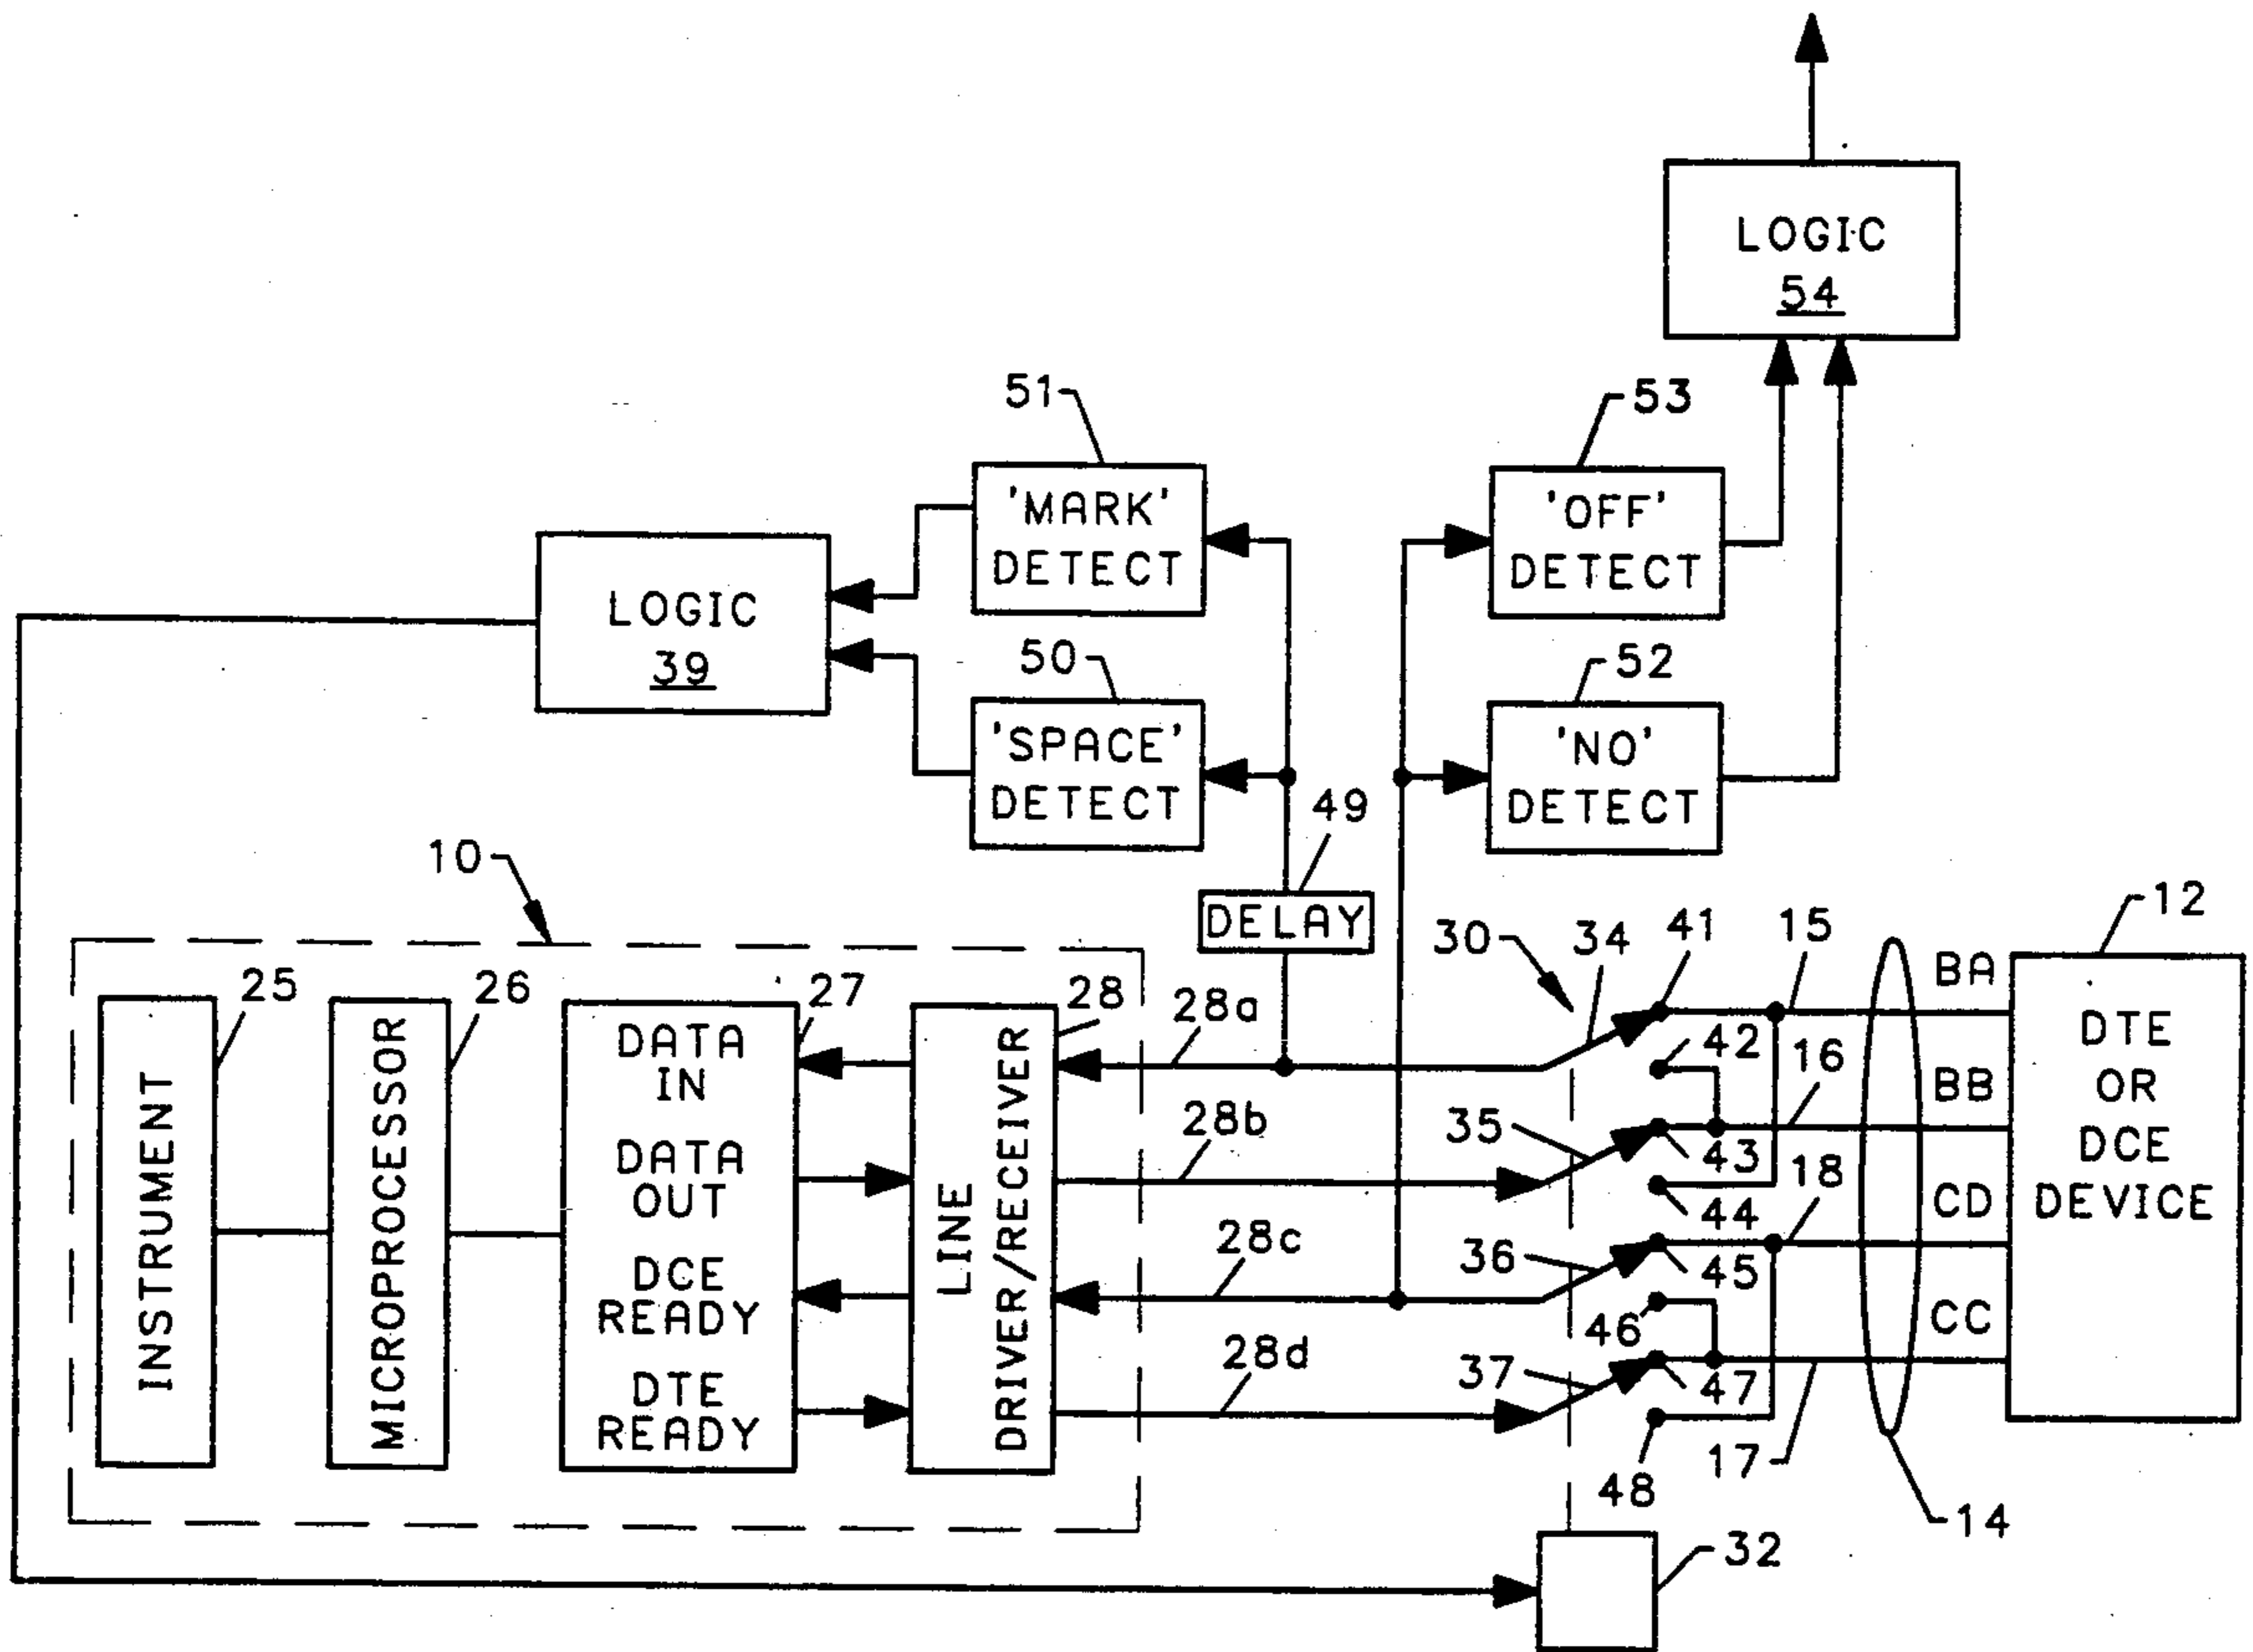 LOGIC
54
51
53
'MARK'
DETECT
'OFF'
DETECT
LOGIC
39
50
52
'SPACE'
DETECT
'NO'
DETECT
49
10
DELAY
12
30
34
41
15
BA
25
26
27
28
28a
42
16
BB
INSTRUMENT
MICROPROCESSOR
DATA
IN
DATA
OUT
DCE
READY
DTE
READY
LINE
DRIVER/RECEIVER
28b
35
43
18
CD
44
28c
36
45
CC
46
28d
37
47
17
48
14
32
DTE
OR
DCE
DEVICE